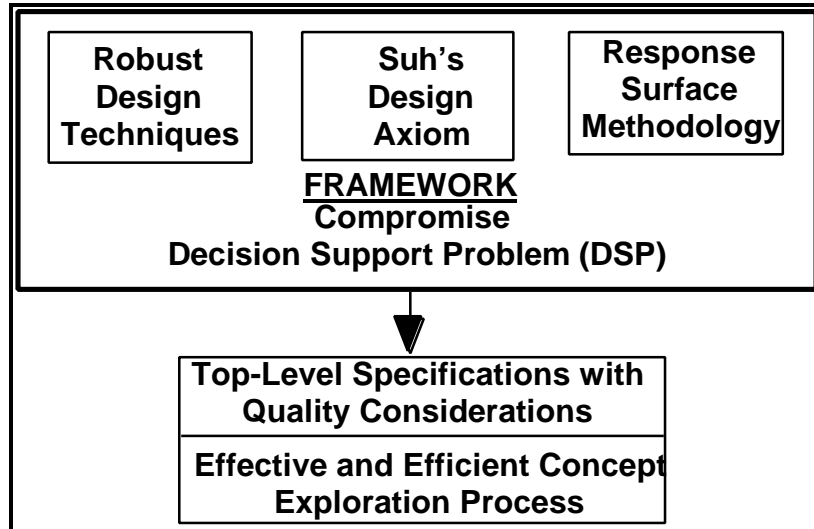 Robust
Design
Techniques
Suh's
Design
Axiom
Response
Surface
Methodology
FRAMEWORK
Compromise
Decision Support Problem (DSP)
Top-Level Specifications with
Quality Considerations
Effective and Efficient Concept
Exploration Process